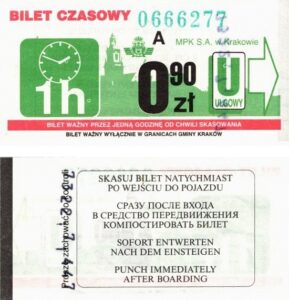 BILET CZASOWY
0666277
A
MPK S.A. w Krakowie
1h
0 90 zł
U
ULGOWY
BILET WAŻNY PRZEZ JEDNĄ GODZINĘ OD CHWILI SKASOWANIA
BILET WAŻNY WYŁĄCZNIE W GRANICACH GMINY KRAKÓW
SKASUJ BILET NATYCHMIAST
PO WEJŚCIU DO POJAZDU
СРАЗУ ПОСЛЕ ВХОДА
В СРЕДСТВО ПЕРЕДВИЖЕНИЯ
КОМПОСТИРОВАТЬ БИЛЕТ
SOFORT ENTWERTEN
NACH DEM EINSTEIGEN
PUNCH IMMEDIATELY
AFTER BOARDING